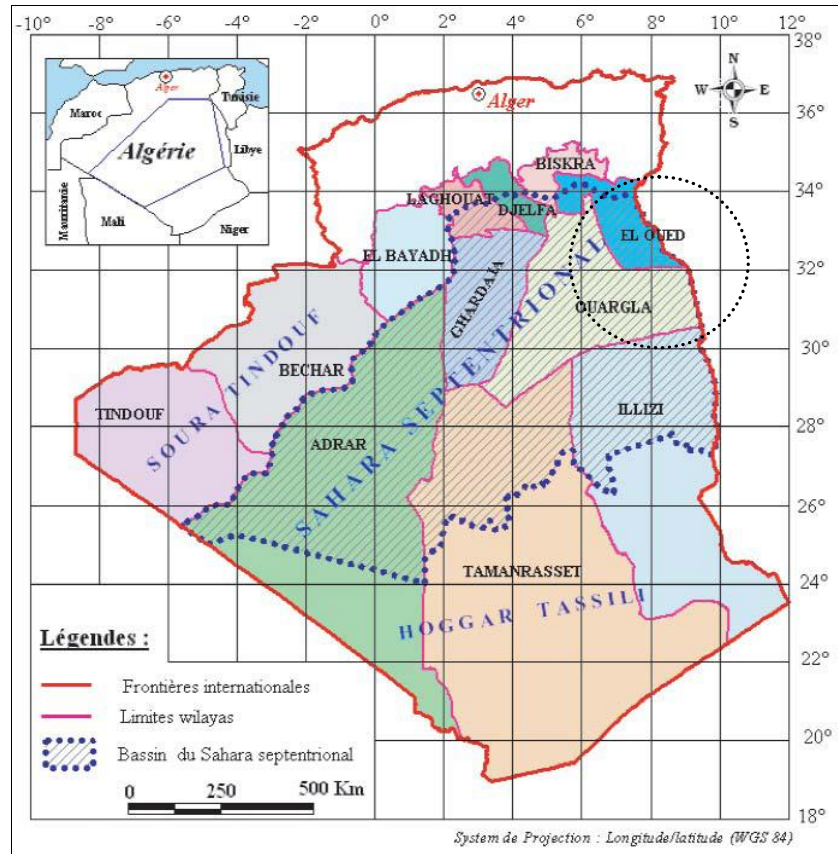 -10° -8° -6° -4° -2° 0° 2° 4° 6° 8° 10° 12°
38°
36°
34°
32°
30°
28°
26°
24°
22°
20°
18°
N
W E
S
Alger
Tunisie
Maroc
Algérie
Libye
Mauritanie
Mali
Niger
Alger
BISKRA
LAGHOUAT
DJELFA
EL OUED
EL BAYADH
GHARDAIA
OUARGLA
BECHAR
TINDOUF
SOURA TINDOUF
ILLIZI
ADRAR
SAHARA SEPTENTRIONAL
TAMANRASSET
HOGGAR TASSILI
Légendes :
Frontières internationales
Limites wilayas
Bassin du Sahara septentrional
0 250 500 Km
System de Projection : Longitude/latitude (WGS 84)